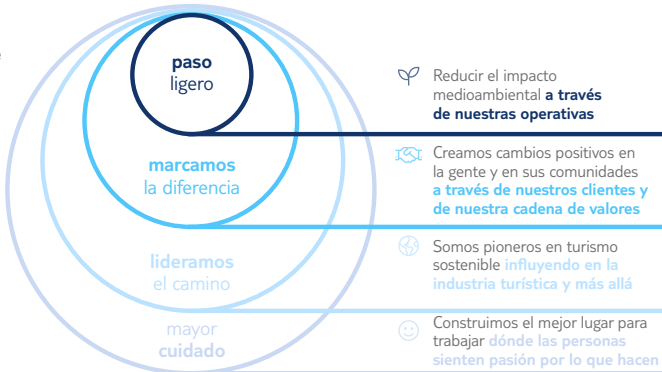 paso
ligero
Reducir el impacto
medioambiental a través
de nuestras operativas
marcamos
la diferencia
Creamos cambios positivos en
la gente y en sus comunidades
a través de nuestros clientes y
de nuestra cadena de valores
lideramos
el camino
Somos pioneros en turismo
sostenible influyendo en la
industria turística y más allá
mayor
cuidado
Construimos el mejor lugar para
trabajar dónde las personas
sienten pasión por lo que hacen